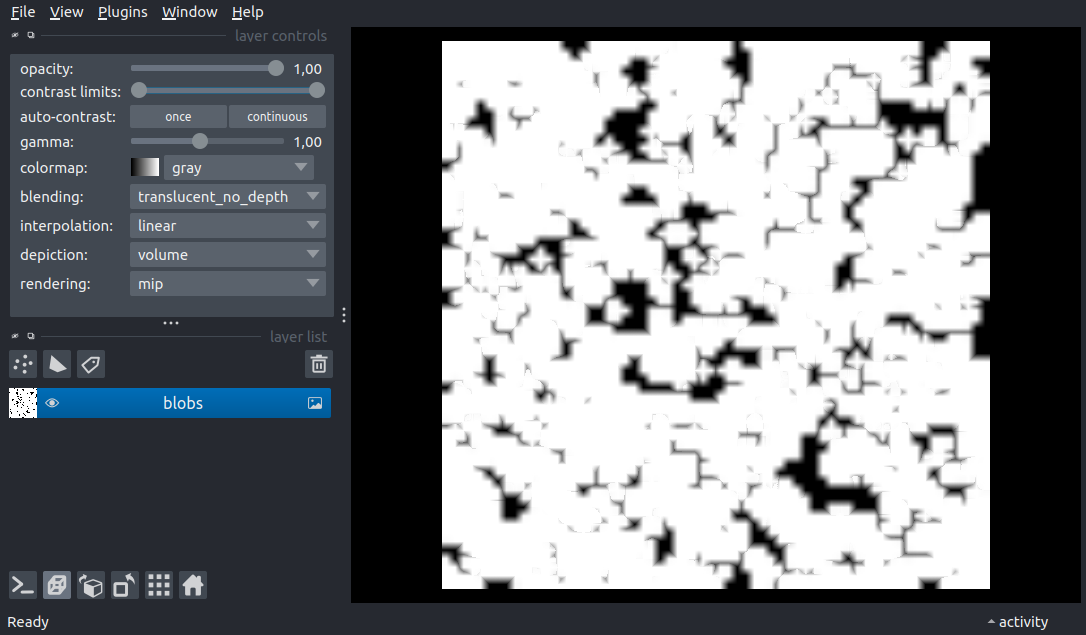 File View Plugins Window Help
layer controls
opacity: 1,00
contrast limits:
auto-contrast: once continuous
gamma: 1,00
colormap: gray
blending: translucent_no_depth
interpolation: linear
depiction: volume
rendering: mip
layer list
blobs
Ready activity